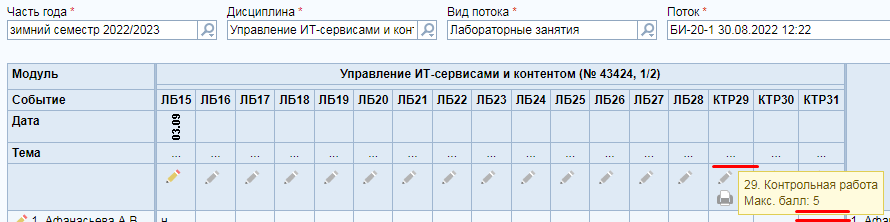 Часть года * Дисциплина * Вид потока * Поток *
зимний семестр 2022/2023 Управление ИТ-сервисами и кон Лабораторные занятия БИ-20-1 30.08.2022 12:22
Модуль Управление ИТ-сервисами и контентом (№ 43424, 1/2)
Событие ЛБ15 ЛБ16 ЛБ17 ЛБ18 ЛБ19 ЛБ20 ЛБ21 ЛБ22 ЛБ23 ЛБ24 ЛБ25 ЛБ26 ЛБ27 ЛБ28 КТР29 КТР30 КТР31
Дата 03.09
Тема ... ... ... ... ... ... ... ... ... ... ... ... ... ... ... ... ...
29. Контрольная работа
Макс. балл: 5
1. Афанасьева А.В. н 1. Афана